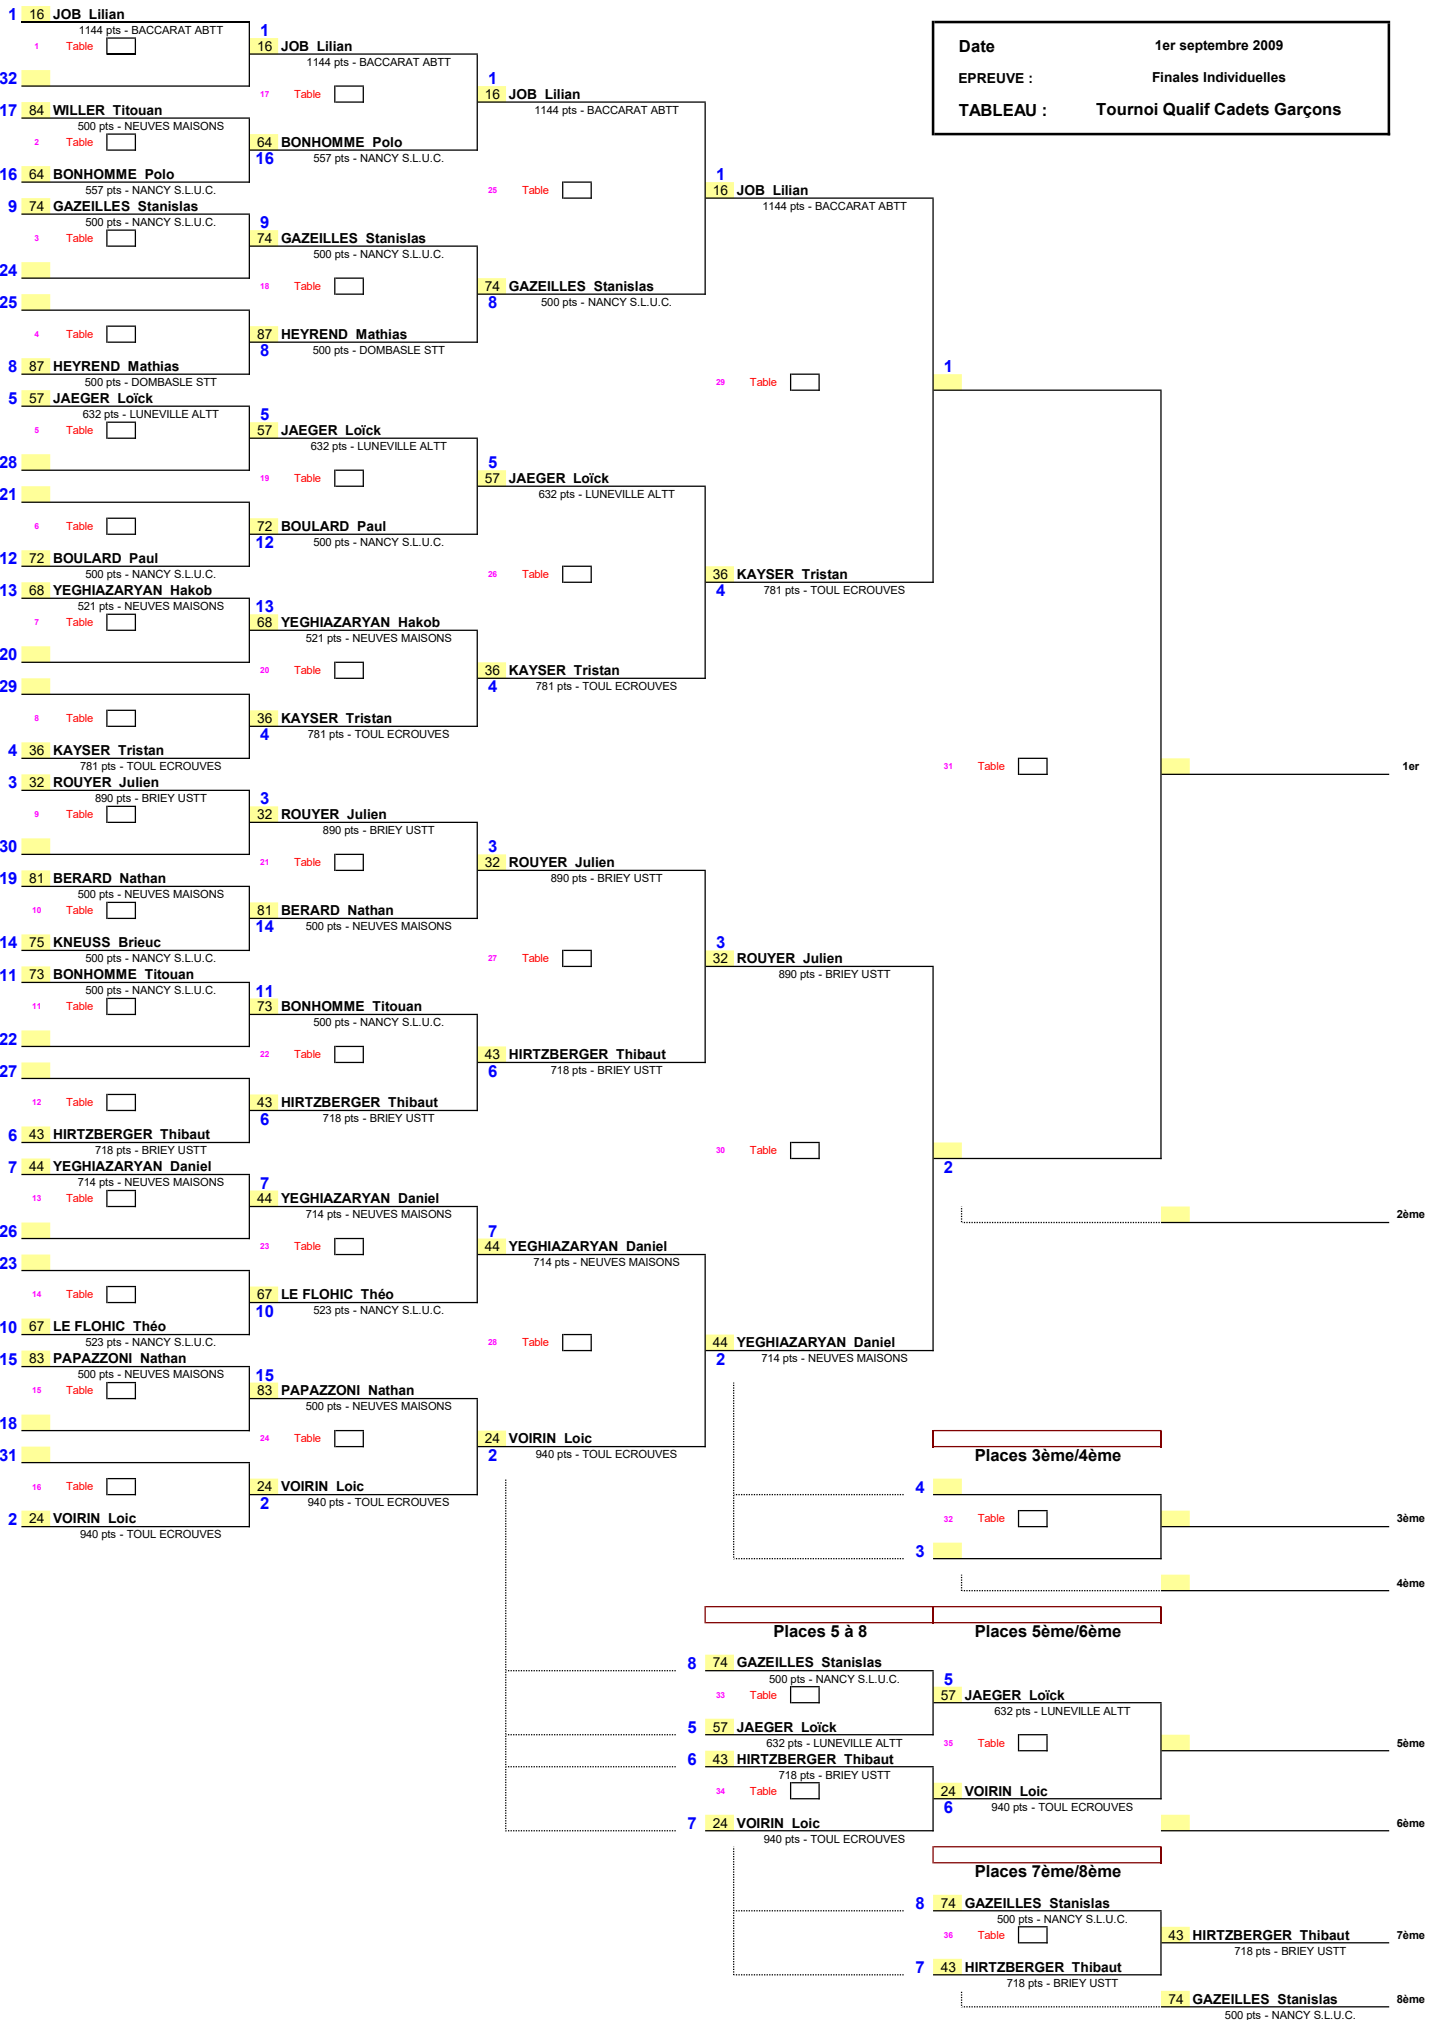 Date 1er septembre 2009
EPREUVE : Finales Individuelles
TABLEAU : Tournoi Qualif Cadets Garçons
1 16 JOB Lilian
1144 pts - BACCARAT ABTT
1 Table
32
17 84 WILLER Titouan
500 pts - NEUVES MAISONS
2 Table
16 64 BONHOMME Polo
557 pts - NANCY S.L.U.C.
9 74 GAZEILLES Stanislas
500 pts - NANCY S.L.U.C.
3 Table
24
25
4 Table
8 87 HEYREND Mathias
500 pts - DOMBASLE STT
5 57 JAEGER Loïck
632 pts - LUNEVILLE ALTT
5 Table
28
21
6 Table
12 72 BOULARD Paul
500 pts - NANCY S.L.U.C.
13 68 YEGHIAZARYAN Hakob
521 pts - NEUVES MAISONS
7 Table
20
29
8 Table
4 36 KAYSER Tristan
781 pts - TOUL ECROUVES
3 32 ROUYER Julien
890 pts - BRIEY USTT
9 Table
30
19 81 BERARD Nathan
500 pts - NEUVES MAISONS
10 Table
14 75 KNEUSS Brieuc
500 pts - NANCY S.L.U.C.
11 73 BONHOMME Titouan
500 pts - NANCY S.L.U.C.
11 Table
22
27
12 Table
6 43 HIRTZBERGER Thibaut
718 pts - BRIEY USTT
7 44 YEGHIAZARYAN Daniel
714 pts - NEUVES MAISONS
13 Table
26
23
14 Table
10 67 LE FLOHIC Théo
523 pts - NANCY S.L.U.C.
15 83 PAPAZZONI Nathan
500 pts - NEUVES MAISONS
15 Table
18
31
16 Table
2 24 VOIRIN Loic
940 pts - TOUL ECROUVES
1
16 JOB Lilian
1144 pts - BACCARAT ABTT
17 Table
64 BONHOMME Polo
16 557 pts - NANCY S.L.U.C.
9
74 GAZEILLES Stanislas
500 pts - NANCY S.L.U.C.
18 Table
87 HEYREND Mathias
8 500 pts - DOMBASLE STT
5
57 JAEGER Loïck
632 pts - LUNEVILLE ALTT
19 Table
72 BOULARD Paul
12 500 pts - NANCY S.L.U.C.
13
68 YEGHIAZARYAN Hakob
521 pts - NEUVES MAISONS
20 Table
36 KAYSER Tristan
4 781 pts - TOUL ECROUVES
3
32 ROUYER Julien
890 pts - BRIEY USTT
21 Table
81 BERARD Nathan
14 500 pts - NEUVES MAISONS
11
73 BONHOMME Titouan
500 pts - NANCY S.L.U.C.
22 Table
43 HIRTZBERGER Thibaut
6 718 pts - BRIEY USTT
7
44 YEGHIAZARYAN Daniel
714 pts - NEUVES MAISONS
23 Table
67 LE FLOHIC Théo
10 523 pts - NANCY S.L.U.C.
15
83 PAPAZZONI Nathan
500 pts - NEUVES MAISONS
24 Table
24 VOIRIN Loic
2 940 pts - TOUL ECROUVES
1
16 JOB Lilian
1144 pts - BACCARAT ABTT
25 Table
74 GAZEILLES Stanislas
8 500 pts - NANCY S.L.U.C.
5
57 JAEGER Loïck
632 pts - LUNEVILLE ALTT
26 Table
36 KAYSER Tristan
4 781 pts - TOUL ECROUVES
3
32 ROUYER Julien
890 pts - BRIEY USTT
27 Table
43 HIRTZBERGER Thibaut
6 718 pts - BRIEY USTT
7
44 YEGHIAZARYAN Daniel
714 pts - NEUVES MAISONS
28 Table
24 VOIRIN Loic
2 940 pts - TOUL ECROUVES
1
16 JOB Lilian
1144 pts - BACCARAT ABTT
29 Table
36 KAYSER Tristan
4 781 pts - TOUL ECROUVES
3
32 ROUYER Julien
890 pts - BRIEY USTT
30 Table
44 YEGHIAZARYAN Daniel
2 714 pts - NEUVES MAISONS
1
31 Table
1er
2
2ème
Places 3ème/4ème
4
32 Table
3ème
3
4ème
Places 5 à 8
8 74 GAZEILLES Stanislas
500 pts - NANCY S.L.U.C.
33 Table
5 57 JAEGER Loïck
632 pts - LUNEVILLE ALTT
6 43 HIRTZBERGER Thibaut
718 pts - BRIEY USTT
34 Table
7 24 VOIRIN Loic
940 pts - TOUL ECROUVES
Places 5ème/6ème
5
57 JAEGER Loïck
632 pts - LUNEVILLE ALTT
35 Table
5ème
24 VOIRIN Loic
6 940 pts - TOUL ECROUVES
6ème
Places 7ème/8ème
8 74 GAZEILLES Stanislas
500 pts - NANCY S.L.U.C.
36 Table
43 HIRTZBERGER Thibaut 7ème
718 pts - BRIEY USTT
7 43 HIRTZBERGER Thibaut
718 pts - BRIEY USTT
74 GAZEILLES Stanislas 8ème
500 pts - NANCY S.L.U.C.